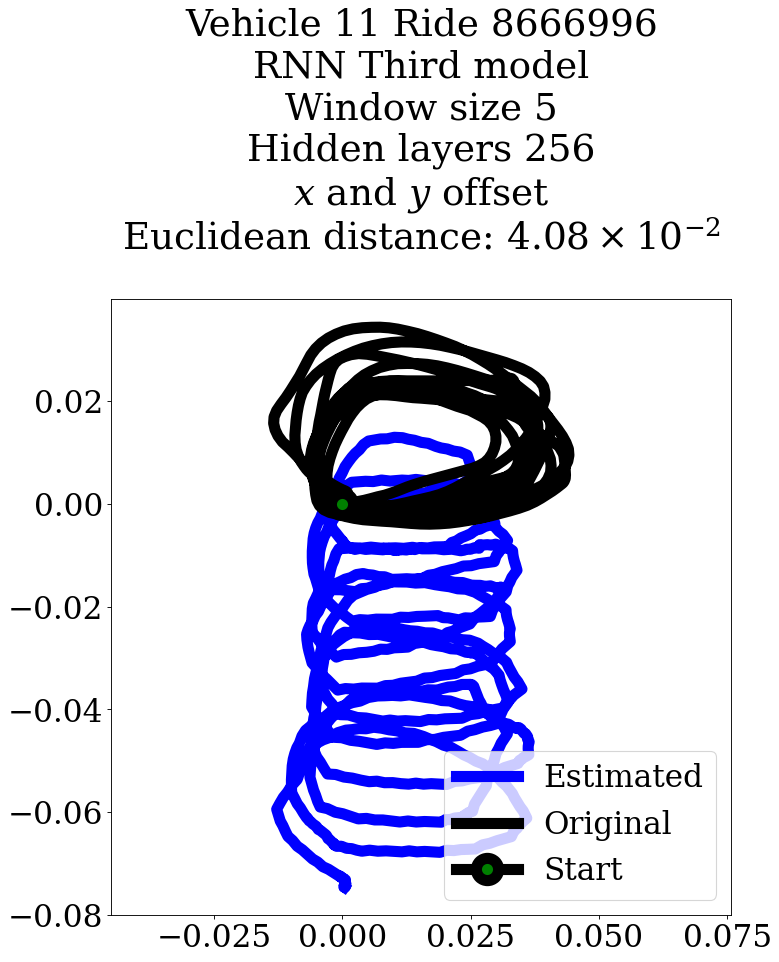 Vehicle 11 Ride 8666996
RNN Third model
Window size 5
Hidden layers 256
x and y offset
Euclidean distance: 4.08 × 10⁻²
0.02
0.00
−0.02
−0.04
−0.06
−0.08
−0.025 0.000 0.025 0.050 0.075
Estimated
Original
Start